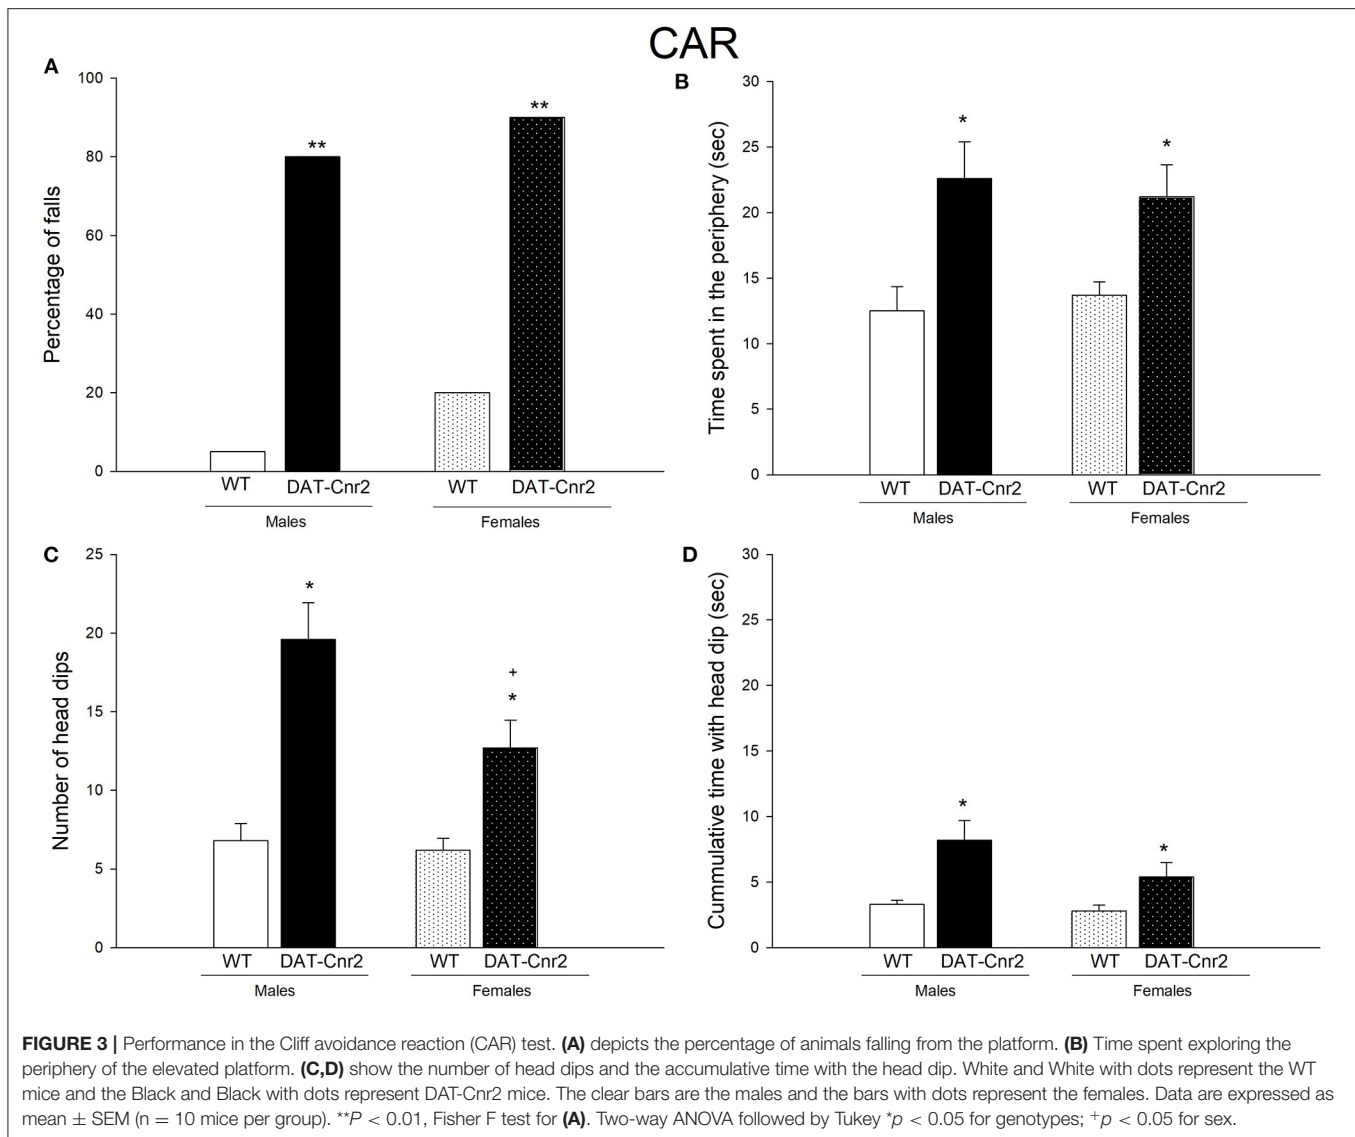 CAR
A
100
80
60
40
20
0
Percentage of falls
**
**
WT DAT-Cnr2 WT DAT-Cnr2
Males Females
B
30
25
20
15
10
5
0
Time spent in the periphery (sec)
*
*
WT DAT-Cnr2 WT DAT-Cnr2
Males Females
C
25
20
15
10
5
0
Number of head dips
*
+
*
WT DAT-Cnr2 WT DAT-Cnr2
Males Females
D
30
25
20
15
10
5
0
Cummulative time with head dip (sec)
*
*
WT DAT-Cnr2 WT DAT-Cnr2
Males Females
FIGURE 3 | Performance in the Cliff avoidance reaction (CAR) test. (A) depicts the percentage of animals falling from the platform. (B) Time spent exploring the
periphery of the elevated platform. (C,D) show the number of head dips and the accumulative time with the head dip. White and White with dots represent the WT
mice and the Black and Black with dots represent DAT-Cnr2 mice. The clear bars are the males and the bars with dots represent the females. Data are expressed as
mean ± SEM (n = 10 mice per group). **P < 0.01, Fisher F test for (A). Two-way ANOVA followed by Tukey *p < 0.05 for genotypes; +p < 0.05 for sex.